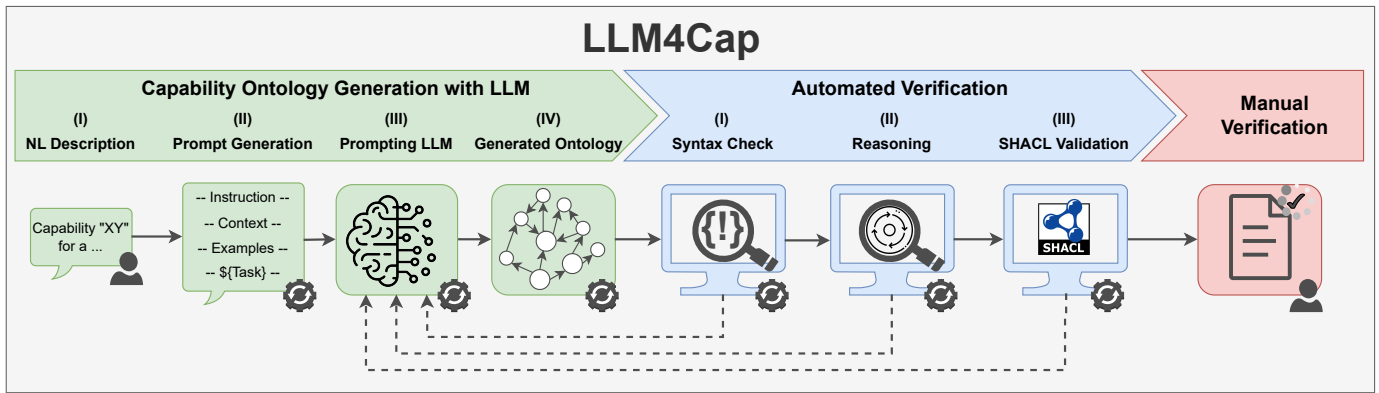 LLM4Cap
Capability Ontology Generation with LLM
(I)
NL Description
(II)
Prompt Generation
(III)
Prompting LLM
(IV)
Generated Ontology
Automated Verification
(I)
Syntax Check
(II)
Reasoning
(III)
SHACL Validation
Manual
Verification
Capability "XY"
for a ...
-- Instruction --
-- Context --
-- Examples --
-- ${Task} --
{!}
SHACL